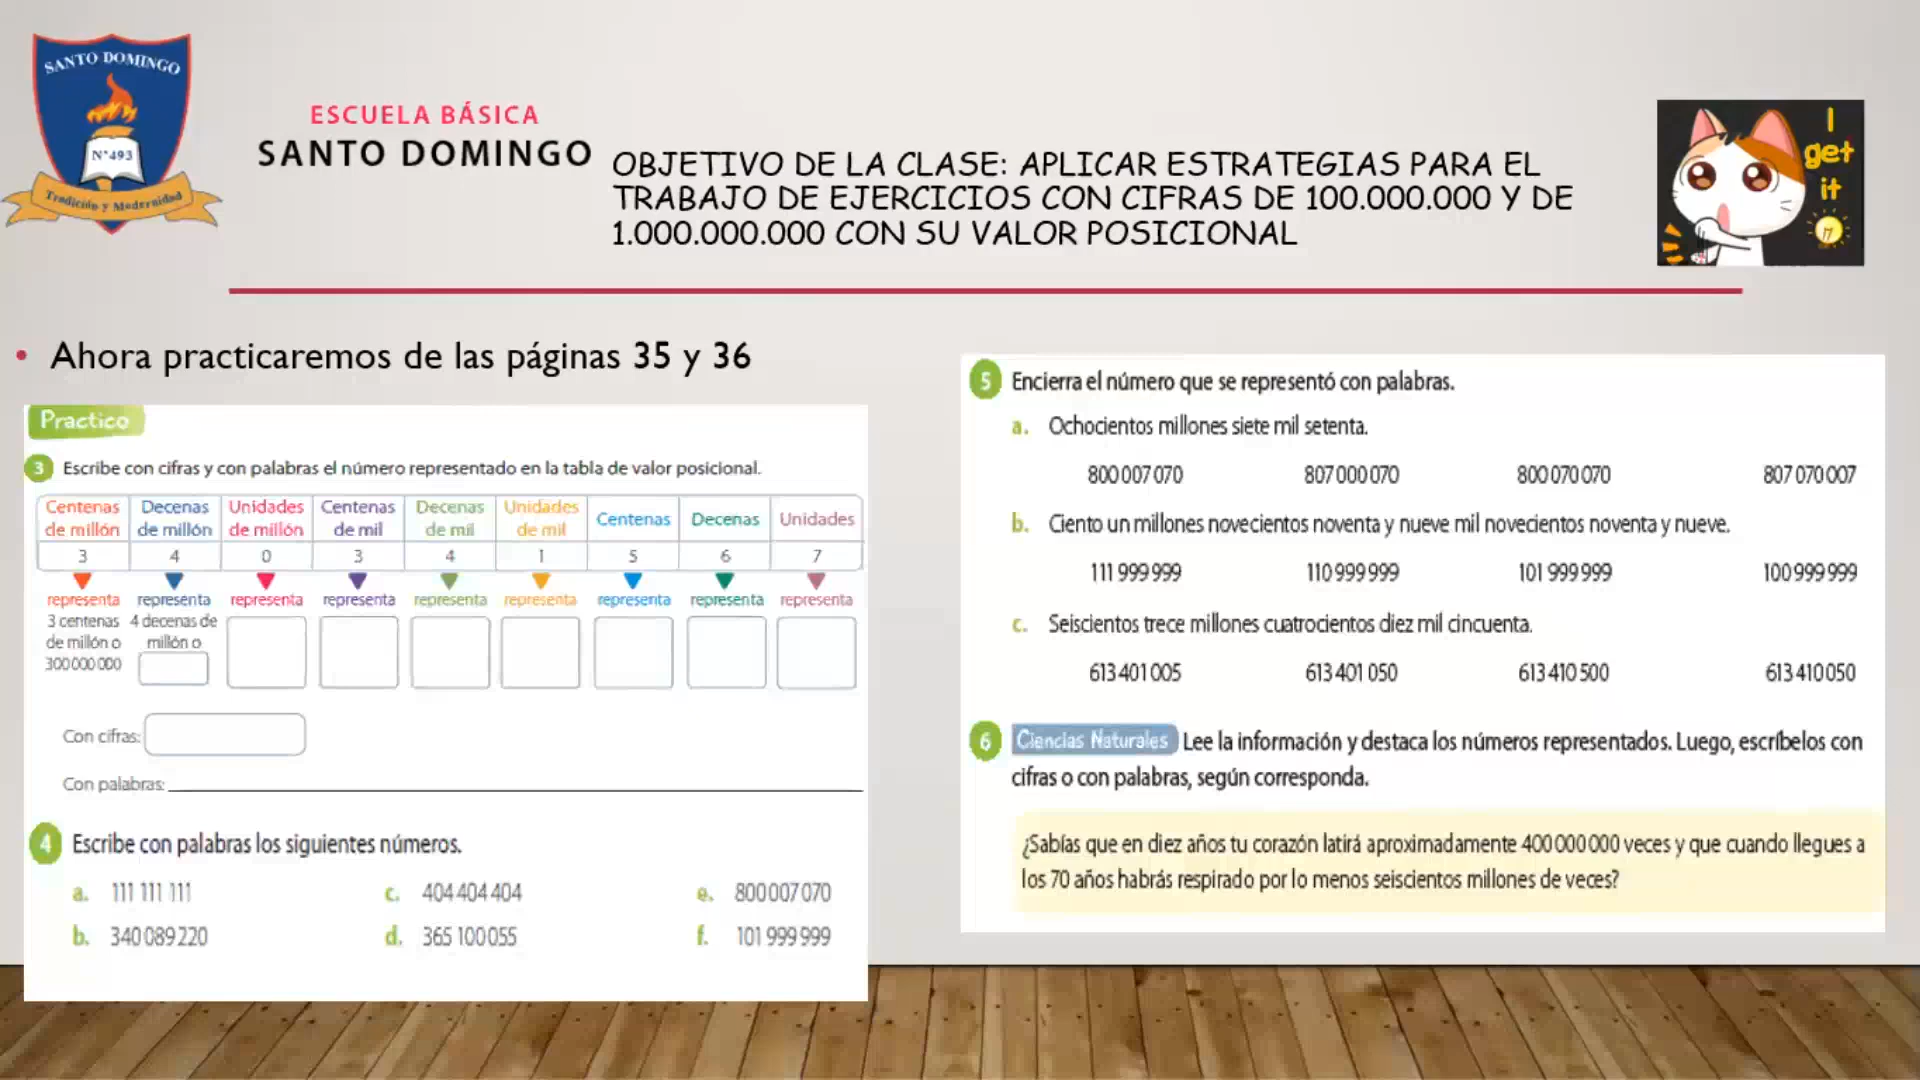 SANTO DOMINGO
N°493
Tradición y Modernidad
ESCUELA BÁSICA
SANTO DOMINGO
OBJETIVO DE LA CLASE: APLICAR ESTRATEGIAS PARA EL
TRABAJO DE EJERCICIOS CON CIFRAS DE 100.000.000 Y DE
1.000.000.000 CON SU VALOR POSICIONAL
I
get
it
• Ahora practicaremos de las páginas 35 y 36
Practico
3 Escribe con cifras y con palabras el número representado en la tabla de valor posicional.
Centenas de millón Decenas de millón Unidades de millón Centenas de mil Decenas de mil Unidades de mil Centenas Decenas Unidades
3 4 0 3 4 1 5 6 7
representa representa representa representa representa representa representa representa representa
3 centenas 4 decenas de
de millón o millón o
300 000 000
Con cifras:
Con palabras:
4 Escribe con palabras los siguientes números.
a. 111 111 111 c. 404 404 404 e. 800 007 070
b. 340 089 220 d. 365 100 055 f. 101 999 999
5 Encierra el número que se representó con palabras.
a. Ochocientos millones siete mil setenta.
800 007 070 807 000 070 800 070 070 807 070 007
b. Ciento un millones novecientos noventa y nueve mil novecientos noventa y nueve.
111 999 999 110 999 999 101 999 999 100 999 999
c. Seiscientos trece millones cuatrocientos diez mil cincuenta.
613 401 005 613 401 050 613 410 500 613 410 050
6 Ciencias Naturales Lee la información y destaca los números representados. Luego, escríbelos con
cifras o con palabras, según corresponda.
¿Sabías que en diez años tu corazón latirá aproximadamente 400 000 000 veces y que cuando llegues a
los 70 años habrás respirado por lo menos seiscientos millones de veces?